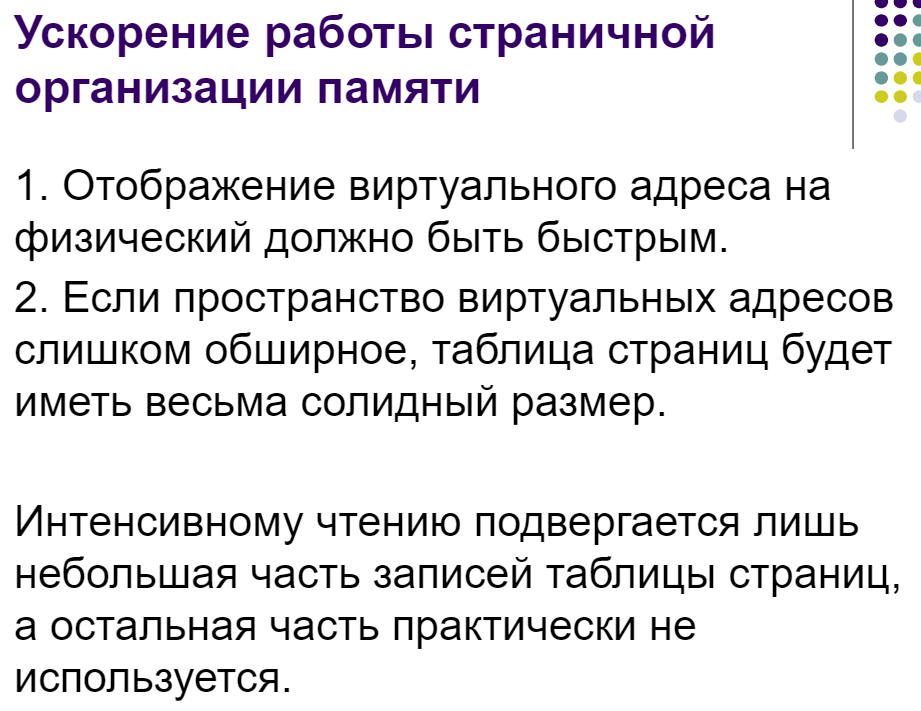 Ускорение работы страничной
организации памяти
1. Отображение виртуального адреса на
физический должно быть быстрым.
2. Если пространство виртуальных адресов
слишком обширное, таблица страниц будет
иметь весьма солидный размер.
Интенсивному чтению подвергается лишь
небольшая часть записей таблицы страниц,
а остальная часть практически не
используется.